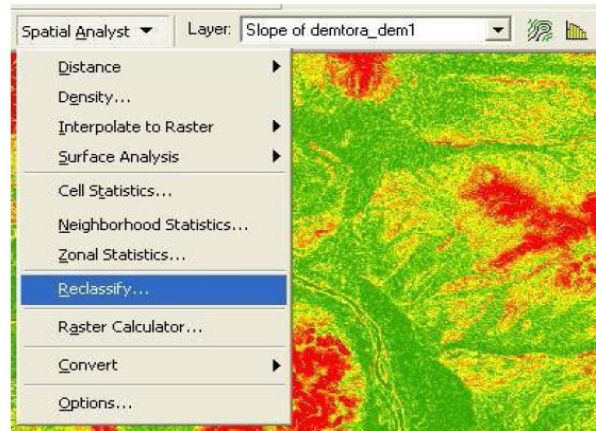 Spatial Analyst Layer: Slope of demtora_dem1
Distance
Density...
Interpolate to Raster
Surface Analysis
Cell Statistics...
Neighborhood Statistics...
Zonal Statistics...
Reclassify...
Raster Calculator...
Convert
Options...